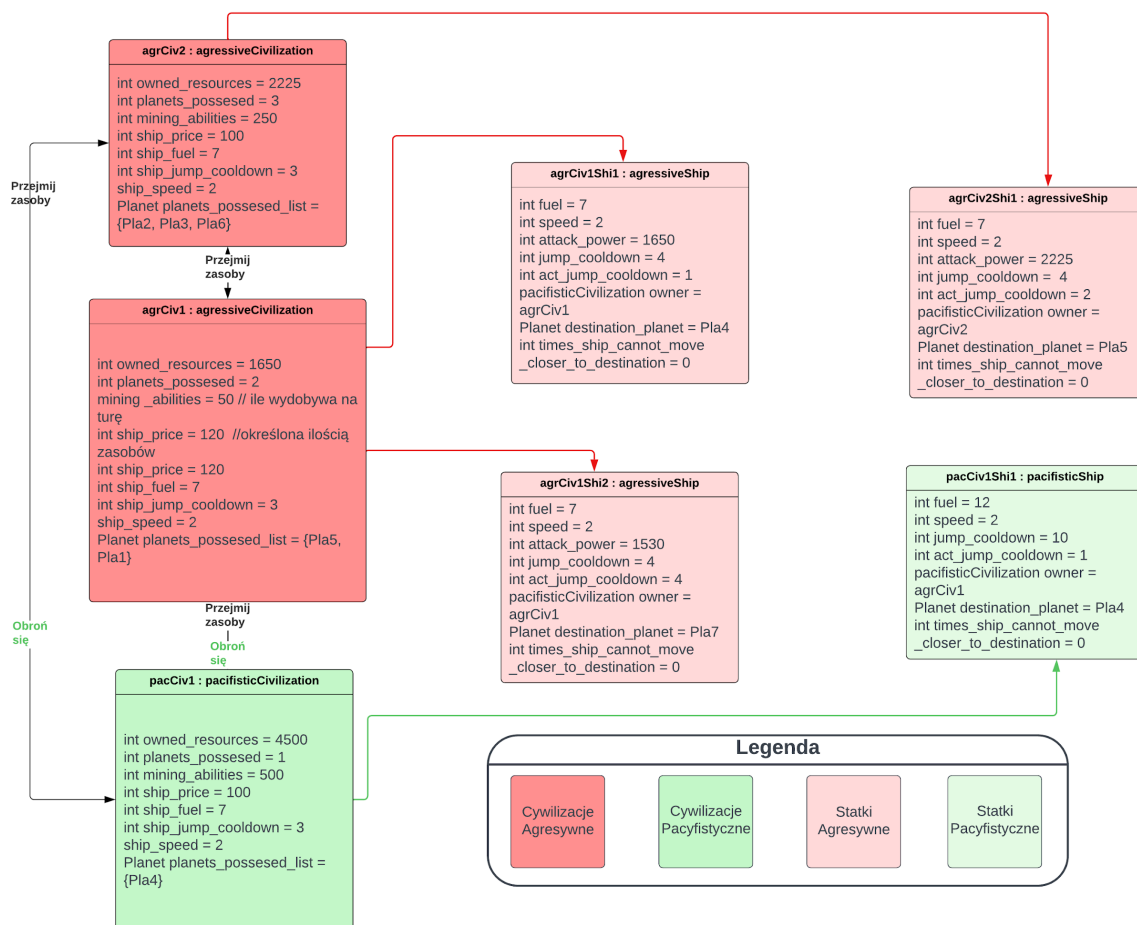 agrCiv2 : agressiveCivilization
int owned_resources = 2225
int planets_possesed = 3
int mining_abilities = 250
int ship_price = 100
int ship_fuel = 7
int ship_jump_cooldown = 3
ship_speed = 2
Planet planets_possesed_list =
{Pla2, Pla3, Pla6}
Przejmij
zasoby
Przejmij
zasoby
agrCiv1 : agressiveCivilization
int owned_resources = 1650
int planets_possesed = 2
mining _abilities = 50 // ile wydobywa na
turę
int ship_price = 120  //określona ilością
zasobów
int ship_price = 120
int ship_fuel = 7
int ship_jump_cooldown = 3
ship_speed = 2
Planet planets_possesed_list = {Pla5,
Pla1}
Przejmij
zasoby
Obroń
się
Obroń
się
pacCiv1 : pacifisticCivilization
int owned_resources = 4500
int planets_possesed = 1
int mining_abilities = 500
int ship_price = 100
int ship_fuel = 7
int ship_jump_cooldown = 3
ship_speed = 2
Planet planets_possesed_list =
{Pla4}
agrCiv1Shi1 : agressiveShip
int fuel = 7
int speed = 2
int attack_power = 1650
int jump_cooldown = 4
int act_jump_cooldown = 1
pacifisticCivilization owner =
agrCiv1
Planet destination_planet = Pla4
int times_ship_cannot_move
_closer_to_destination = 0
agrCiv2Shi1 : agressiveShip
int fuel = 7
int speed = 2
int attack_power = 2225
int jump_cooldown =  4
int act_jump_cooldown = 2
pacifisticCivilization owner =
agrCiv2
Planet destination_planet = Pla5
int times_ship_cannot_move
_closer_to_destination = 0
agrCiv1Shi2 : agressiveShip
int fuel = 7
int speed = 2
int attack_power = 1530
int jump_cooldown = 4
int act_jump_cooldown = 4
pacifisticCivilization owner =
agrCiv1
Planet destination_planet = Pla7
int times_ship_cannot_move
_closer_to_destination = 0
pacCiv1Shi1 : pacifisticShip
int fuel = 12
int speed = 2
int jump_cooldown = 10
int act_jump_cooldown = 1
pacifisticCivilization owner =
agrCiv1
Planet destination_planet = Pla4
int times_ship_cannot_move
_closer_to_destination = 0
Legenda
Cywilizacje
Agresywne
Cywilizacje
Pacyfistyczne
Statki
Agresywne
Statki
Pacyfistyczne